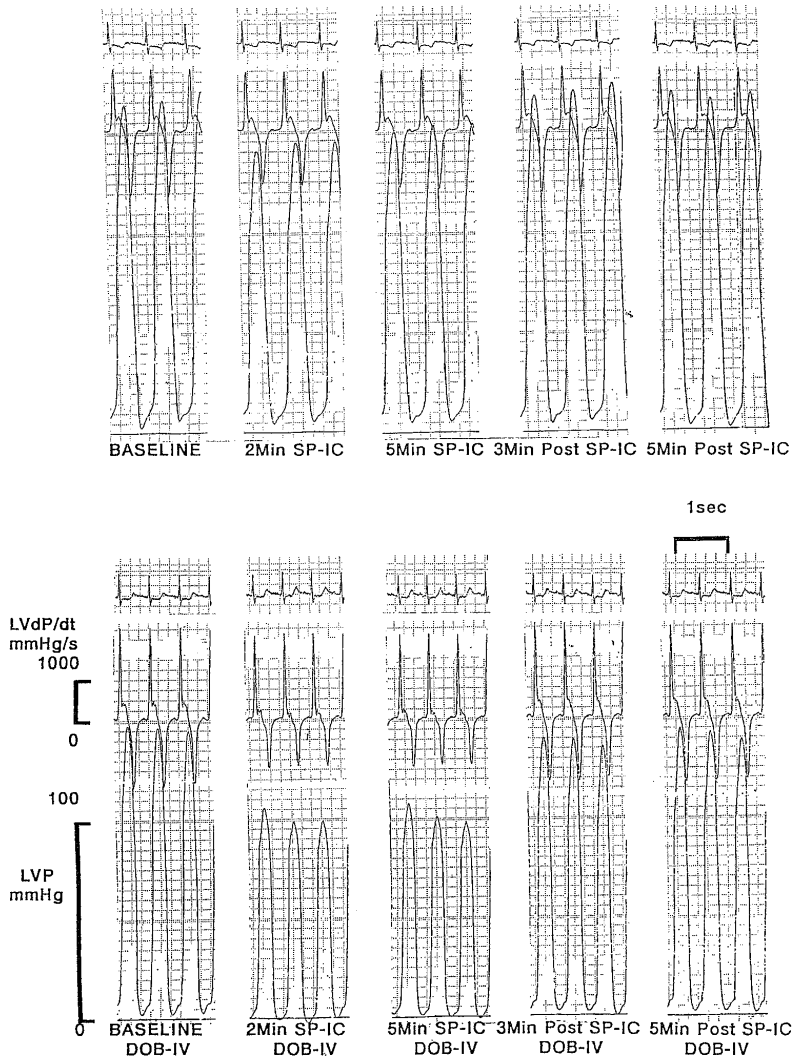 BASELINE 2Min SP-IC 5Min SP-IC 3Min Post SP-IC 5Min Post SP-IC
1sec
LVdP/dt
mmHg/s
1000
0
100
LVP
mmHg
0
BASELINE 2Min SP-IC 5Min SP-IC 3Min Post SP-IC 5Min Post SP-IC
DOB-IV DOB-IV DOB-IV DOB-IV DOB-IV